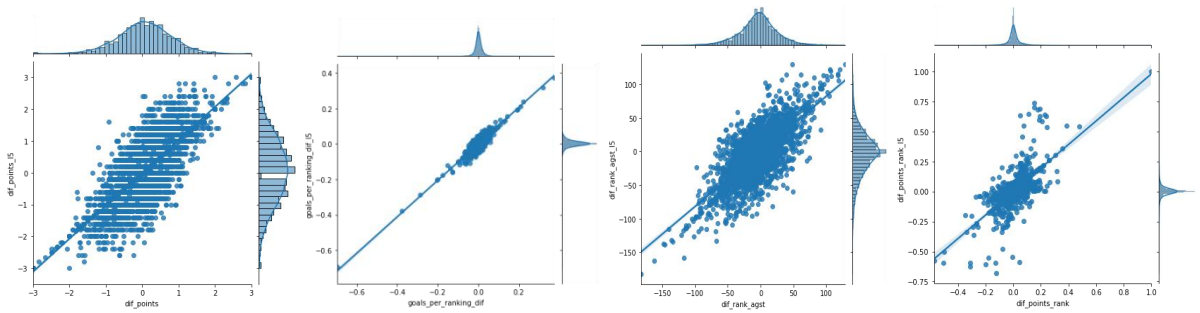 3
2
1
0
−1
−2
−3
dif_points_l5
−3 −2 −1 0 1 2 3
dif_points
0.4
0.2
0.0
−0.2
−0.4
−0.6
goals_per_ranking_dif_l5
−0.6 −0.4 −0.2 0.0 0.2
goals_per_ranking_dif
100
50
0
−50
−100
−150
dif_rank_agst_l5
−150 −100 −50 0 50 100
dif_rank_agst
1.00
0.75
0.50
0.25
0.00
−0.25
−0.50
−0.75
dif_points_rank_l5
−0.4 −0.2 0.0 0.2 0.4 0.6 0.8 1.0
dif_points_rank